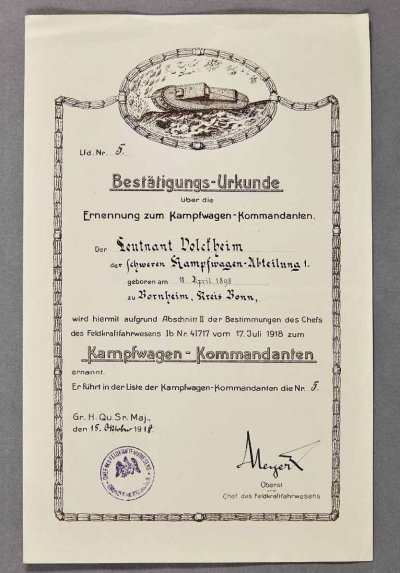 Lfd. Nr. 5.
Bestätigungs-Urkunde
über die
Ernennung zum Kampfwagen-Kommandanten.
Der Leutnant Volckheim
der schweren Kampfwagen-Abteilung 1.
geboren am 11. April 1898
zu Bornheim, Kreis Bonn,
wird hiermit aufgrund Abschnitt II der Bestimmungen des Chefs
des Feldkraftfahrwesens Ib Nr 41717 vom 17. Juli 1918 zum
Kampfwagen - Kommandanten
ernannt.
Er führt in der Liste der Kampfwagen-Kommandanten die Nr. 5
Gr. H. Qu. Sr. Maj.,
den 15. Oktober 1918.
Meyer
Oberst
und
Chef des Feldkraftfahrwesens